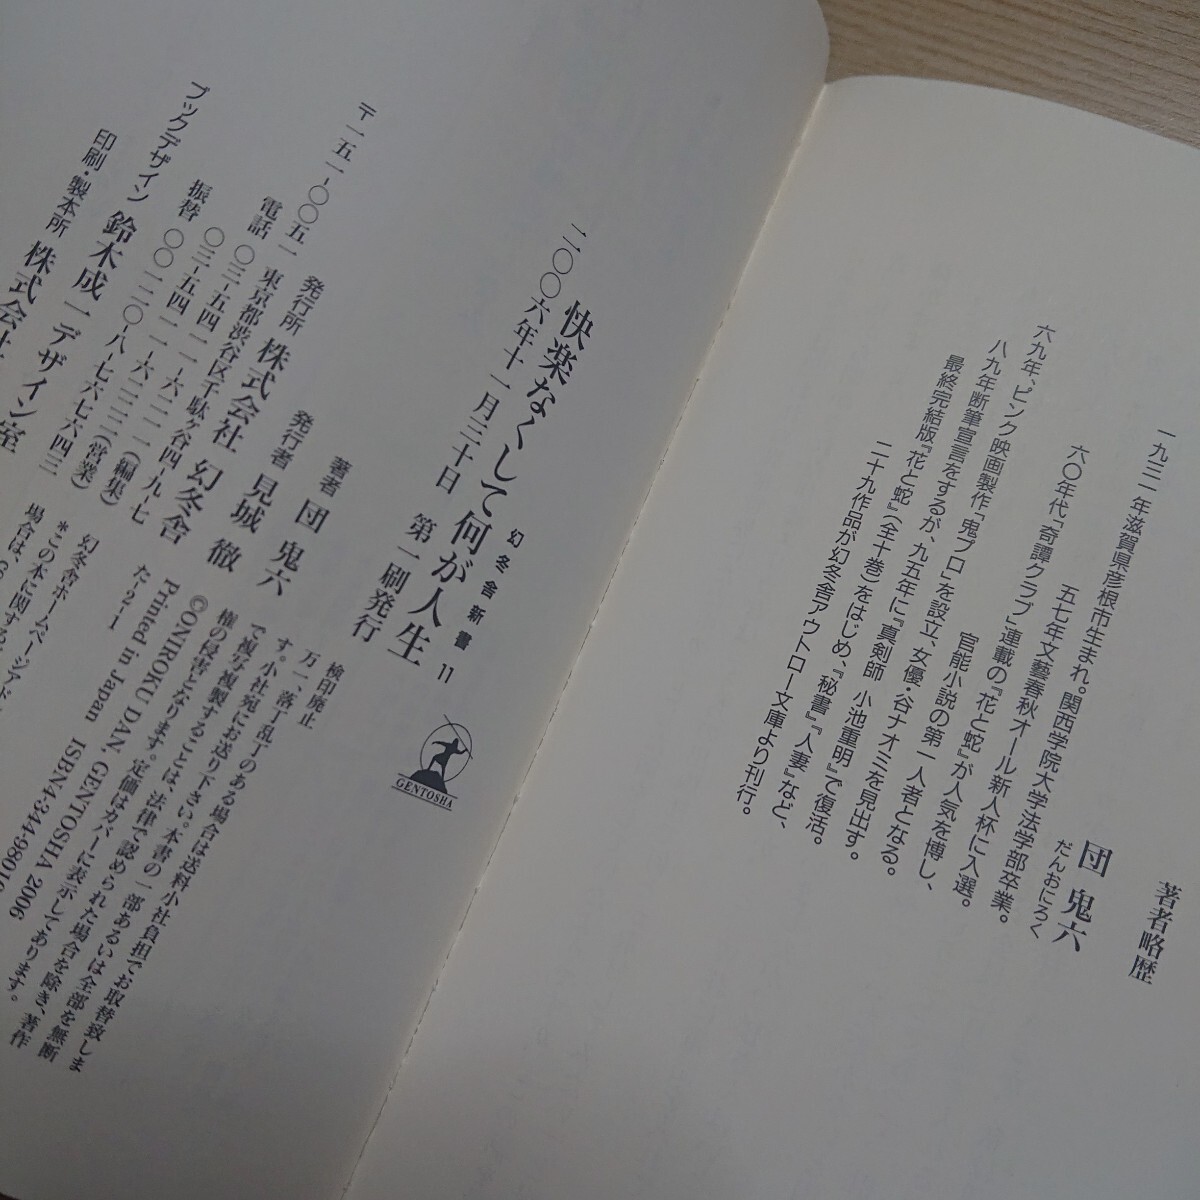 著者略歴
団 鬼六
だんおにろく
一九三一年滋賀県彦根市生まれ。関西学院大学法学部卒業。
五七年文藝春秋オール新人杯に入選。
六〇年代「奇譚クラブ」連載の『花と蛇』が人気を博し、
官能小説の第一人者となる。
六九年、ピンク映画製作「鬼プロ」を設立、女優・谷ナオミを見出す。
八九年断筆宣言をするが、九五年に『真剣師 小池重明』で復活。
最終完結版『花と蛇』(全十巻)をはじめ、『秘書』『人妻』など、
二十九作品が幻冬舎アウトロー文庫より刊行。
幻冬舎新書 11
快楽なくして何が人生
二〇〇六年十一月三十日 第一刷発行
著者 団 鬼六
発行者 見城 徹
発行所 株式会社 幻冬舎
〒一五一-〇〇五一 東京都渋谷区千駄ヶ谷四-九-七
電話 〇三-五四一一-六二一一(編集)
〇三-五四一一-六二二二(営業)
振替 〇〇一二〇-八-七六七六四三
ブックデザイン 鈴木成一デザイン室
印刷・製本所 株式会社
GENTOSHA
検印廃止
万一、落丁乱丁のある場合は送料小社負担でお取替致しま
す。小社宛にお送り下さい。本書の一部あるいは全部を無断
で複写複製することは、法律で認められた場合を除き、著作
権の侵害となります。定価はカバーに表示してあります。
©ONIROKU DAN, GENTOSHA 2006
Printed in Japan ISBN4-344-98010
た-2-1
幻冬舎ホームページアド
*この本に関する
場合は、